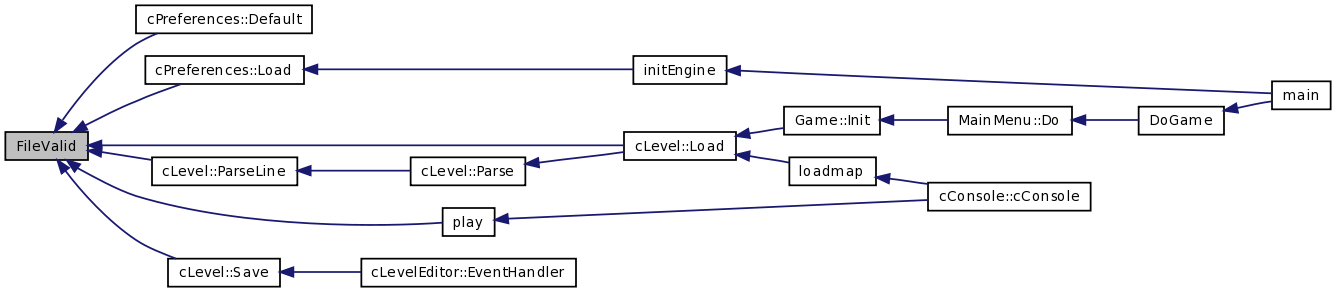 cPreferences::Default
cPreferences::Load
initEngine
main
Game::Init
MainMenu::Do
DoGame
FileValid
cLevel::Load
cLevel::ParseLine
cLevel::Parse
loadmap
cConsole::cConsole
play
cLevel::Save
cLevelEditor::EventHandler